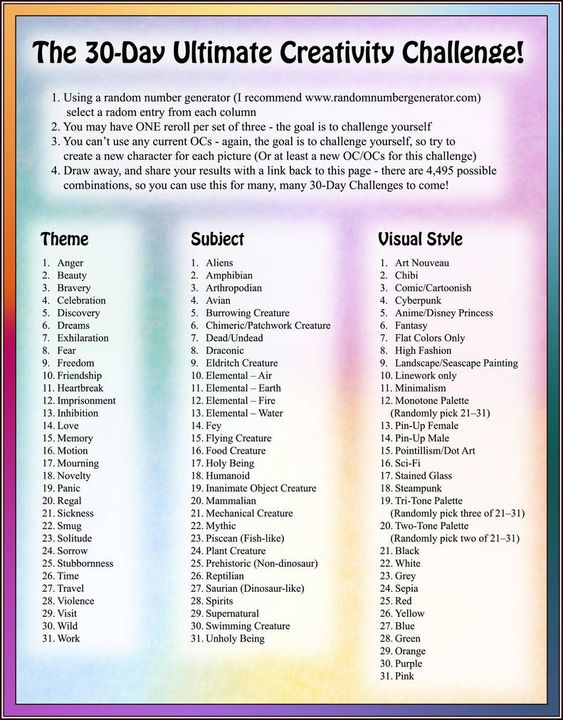 The 30-Day Ultimate Creativity Challenge!
1. Using a random number generator (I recommend www.randomnumbergenerator.com)
select a radom entry from each column
2. You may have ONE reroll per set of three - the goal is to challenge yourself
3. You can't use any current OCs - again, the goal is to challenge yourself, so try to
create a new character for each picture (Or at least a new OC/OCs for this challenge)
4. Draw away, and share your results with a link back to this page - there are 4,495 possible
combinations, so you can use this for many, many 30-Day Challenges to come!
Theme
1. Anger
2. Beauty
3. Bravery
4. Celebration
5. Discovery
6. Dreams
7. Exhilaration
8. Fear
9. Freedom
10. Friendship
11. Heartbreak
12. Imprisonment
13. Inhibition
14. Love
15. Memory
16. Motion
17. Mourning
18. Novelty
19. Panic
20. Regal
21. Sickness
22. Smug
23. Solitude
24. Sorrow
25. Stubbornness
26. Time
27. Travel
28. Violence
29. Visit
30. Wild
31. Work
Subject
1. Aliens
2. Amphibian
3. Arthropodian
4. Avian
5. Burrowing Creature
6. Chimeric/Patchwork Creature
7. Dead/Undead
8. Draconic
9. Eldritch Creature
10. Elemental – Air
11. Elemental – Earth
12. Elemental – Fire
13. Elemental – Water
14. Fey
15. Flying Creature
16. Food Creature
17. Holy Being
18. Humanoid
19. Inanimate Object Creature
20. Mammalian
21. Mechanical Creature
22. Mythic
23. Piscean (Fish-like)
24. Plant Creature
25. Prehistoric (Non-dinosaur)
26. Reptilian
27. Saurian (Dinosaur-like)
28. Spirits
29. Supernatural
30. Swimming Creature
31. Unholy Being
Visual Style
1. Art Nouveau
2. Chibi
3. Comic/Cartoonish
4. Cyberpunk
5. Anime/Disney Princess
6. Fantasy
7. Flat Colors Only
8. High Fashion
9. Landscape/Seascape Painting
10. Linework only
11. Minimalism
12. Monotone Palette
(Randomly pick 21–31)
13. Pin-Up Female
14. Pin-Up Male
15. Pointillism/Dot Art
16. Sci-Fi
17. Stained Glass
18. Steampunk
19. Tri-Tone Palette
(Randomly pick three of 21–31)
20. Two-Tone Palette
(Randomly pick two of 21–31)
21. Black
22. White
23. Grey
24. Sepia
25. Red
26. Yellow
27. Blue
28. Green
29. Orange
30. Purple
31. Pink